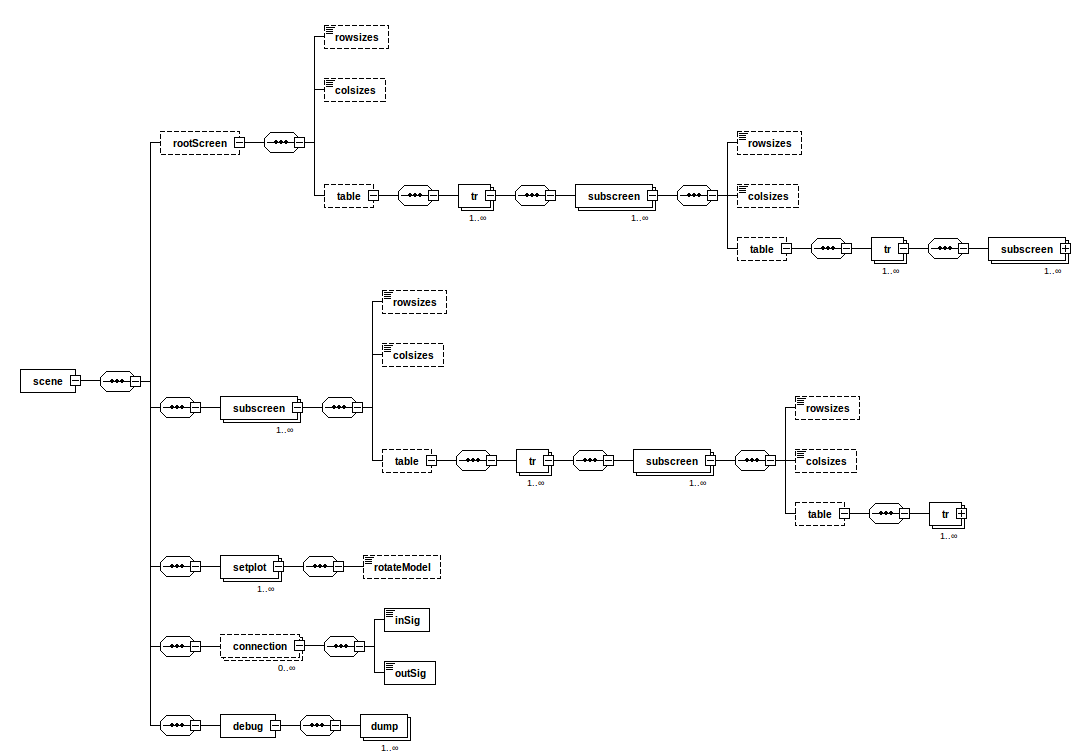 rowsizes
colsizes
rootScreen
rowsizes
table
tr
subscreen
colsizes
1..∞
1..∞
table
tr
subscreen
1..∞
1..∞
rowsizes
colsizes
scene
subscreen
rowsizes
1..∞
table
tr
subscreen
colsizes
1..∞
1..∞
table
tr
1..∞
setplot
rotateModel
1..∞
inSig
connection
0..∞
outSig
debug
dump
1..∞